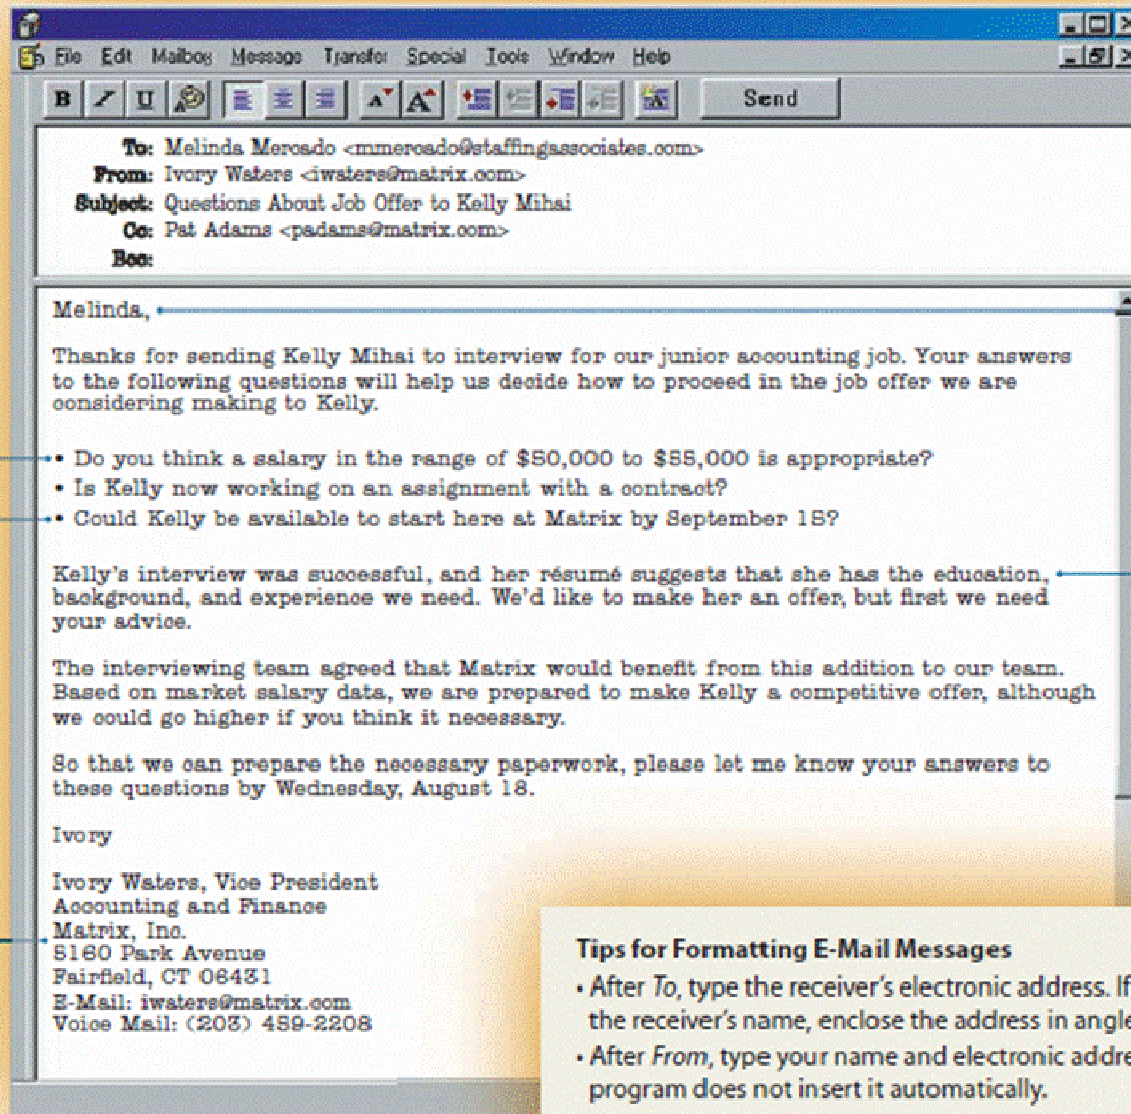 File Edit Mailbox Message Transfer Special Tools Window Help
B I U A A Send
To: Melinda Mercado <mmercado@staffingassociates.com>
From: Ivory Waters <iwaters@matrix.com>
Subject: Questions About Job Offer to Kelly Mihai
Cc: Pat Adams <padams@matrix.com>
Bcc:
Melinda,
Thanks for sending Kelly Mihai to interview for our junior accounting job. Your answers
to the following questions will help us decide how to proceed in the job offer we are
considering making to Kelly.
• Do you think a salary in the range of $50,000 to $55,000 is appropriate?
• Is Kelly now working on an assignment with a contract?
• Could Kelly be available to start here at Matrix by September 15?
Kelly's interview was successful, and her résumé suggests that she has the education,
background, and experience we need. We'd like to make her an offer, but first we need
your advice.
The interviewing team agreed that Matrix would benefit from this addition to our team.
Based on market salary data, we are prepared to make Kelly a competitive offer, although
we could go higher if you think it necessary.
So that we can prepare the necessary paperwork, please let me know your answers to
these questions by Wednesday, August 18.
Ivory
Ivory Waters, Vice President
Accounting and Finance
Matrix, Inc.
5160 Park Avenue
Fairfield, CT 06431
E-Mail: iwaters@matrix.com
Voice Mail: (203) 459-2208
Tips for Formatting E-Mail Messages
• After To, type the receiver's electronic address. If
the receiver's name, enclose the address in angle
• After From, type your name and electronic addre
program does not insert it automatically.